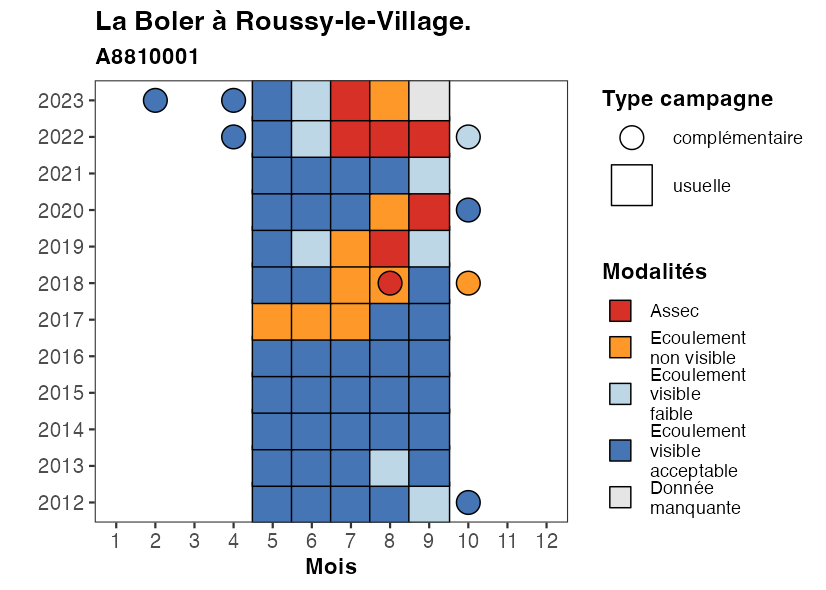 La Boler à Roussy-le-Village.
A8810001
2023
2022
2021
2020
2019
2018
2017
2016
2015
2014
2013
2012
1 2 3 4 5 6 7 8 9 10 11 12
Mois
Type campagne
complémentaire
usuelle
Modalités
Assec
Ecoulement
non visible
Ecoulement
visible
faible
Ecoulement
visible
acceptable
Donnée
manquante